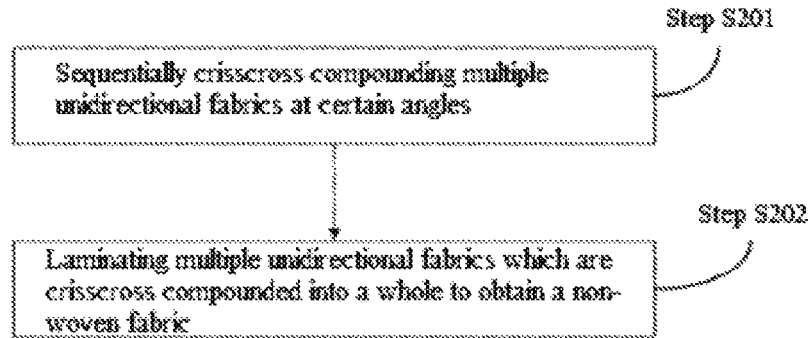 Step S201
Sequentially crisscross compounding multiple
unidirectional fabrics at certain angles
Step S202
Laminating multiple unidirectional fabrics which are
crisscross compounded into a whole to obtain a non-
woven fabric